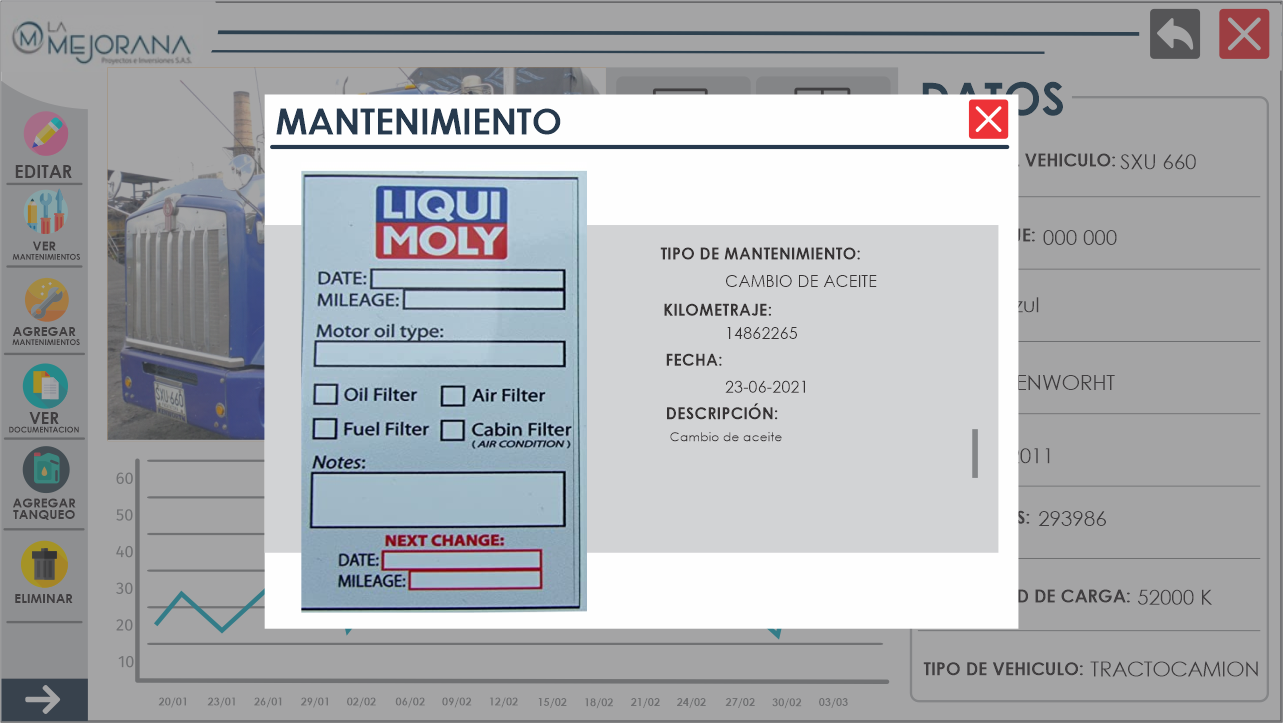 LA
MEJORANA
Proyectos e Inversiones S.A.S.
EDITAR
VER
MANTENIMIENTOS
AGREGAR
MANTENIMIENTOS
VER
DOCUMENTACION
AGREGAR
TANQUEO
ELIMINAR
MANTENIMIENTO
LIQUI
MOLY
DATE:
MILEAGE:
Motor oil type:
Oil Filter Air Filter
Fuel Filter Cabin Filter
(AIR CONDITION)
Notes:
NEXT CHANGE:
DATE:
MILEAGE:
TIPO DE MANTENIMIENTO:
CAMBIO DE ACEITE
KILOMETRAJE:
14862265
FECHA:
23-06-2021
DESCRIPCIÓN:
Cambio de aceite
SXU 660
60
50
40
30
20
10
20/01 23/01 26/01 29/01 02/02 06/02 09/02 12/02 15/02 18/02 21/02 24/02 27/02 30/02 03/03
DATOS
VEHICULO: SXU 660
JE: 000 000
zul
ENWORHT
2011
S: 293986
D DE CARGA: 52000 K
TIPO DE VEHICULO: TRACTOCAMION